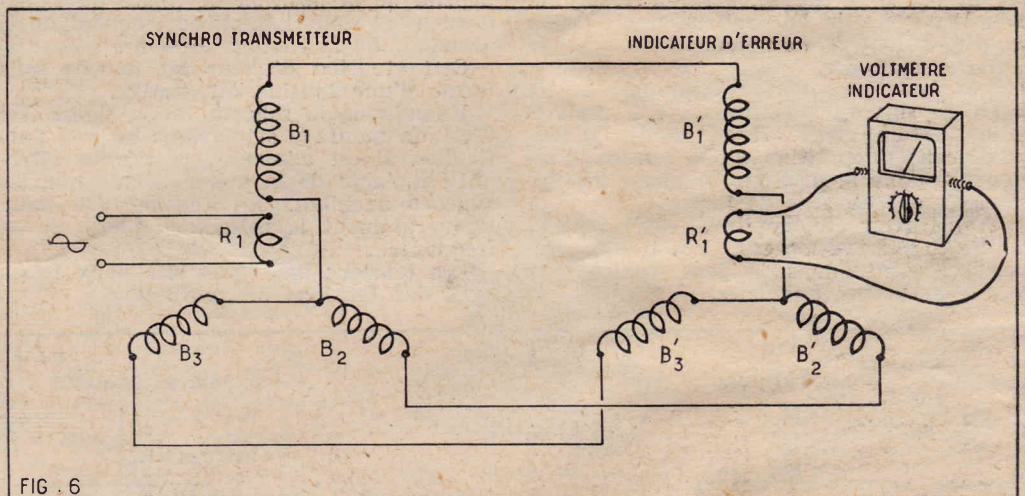 SYNCHRO TRANSMETTEUR
INDICATEUR D'ERREUR
VOLTMETRE
INDICATEUR
B1
B'1
R1
R'1
B3
B2
B'3
B'2
FIG. 6